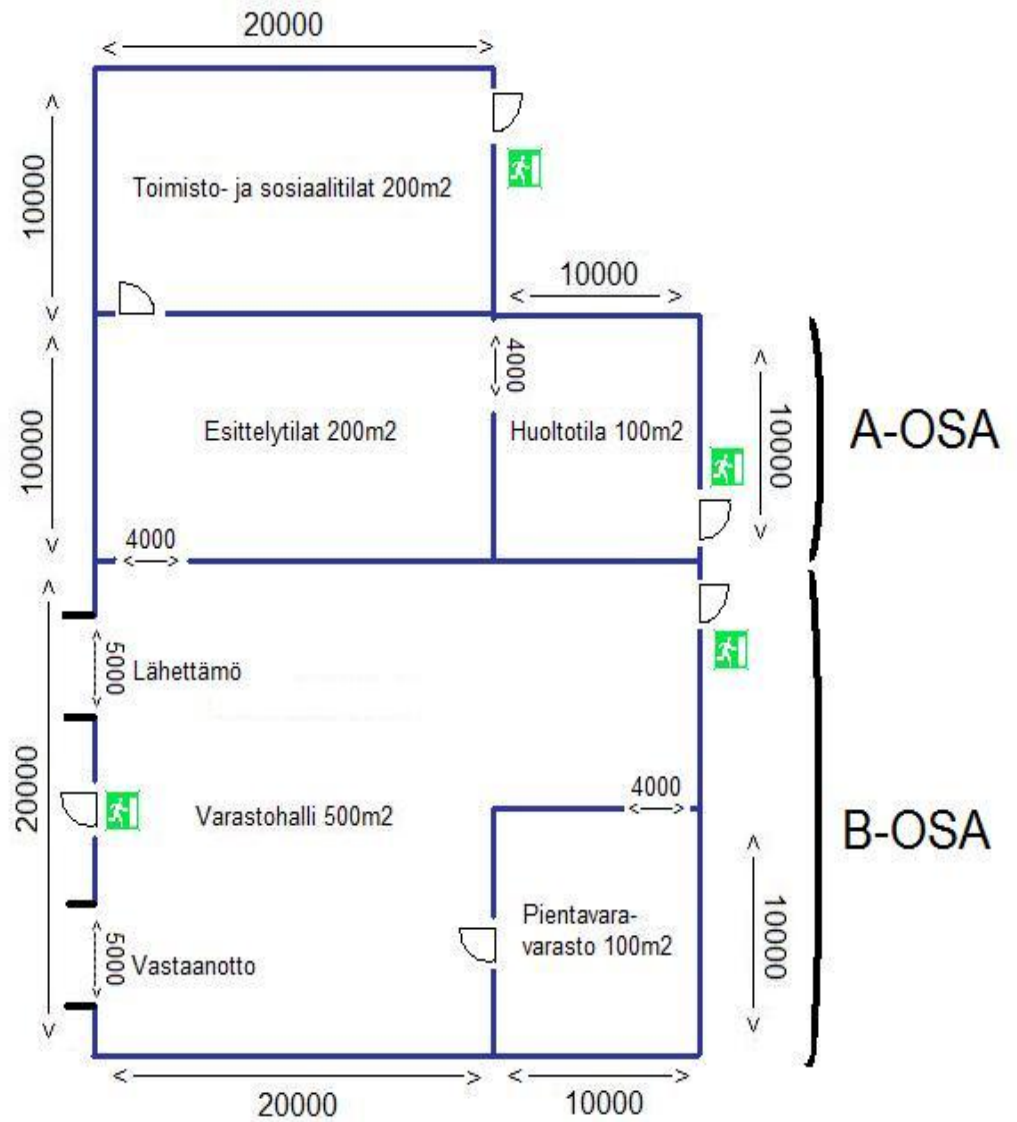 20000
10000
Toimisto- ja sosiaalitilat 200m2
10000
10000
4000
Esittelytilat 200m2
Huoltotila 100m2
10000
A-OSA
4000
5000
Lähettämö
20000
4000
Varastohalli 500m2
B-OSA
Pientavara-
varasto 100m2
10000
5000
Vastaanotto
20000
10000